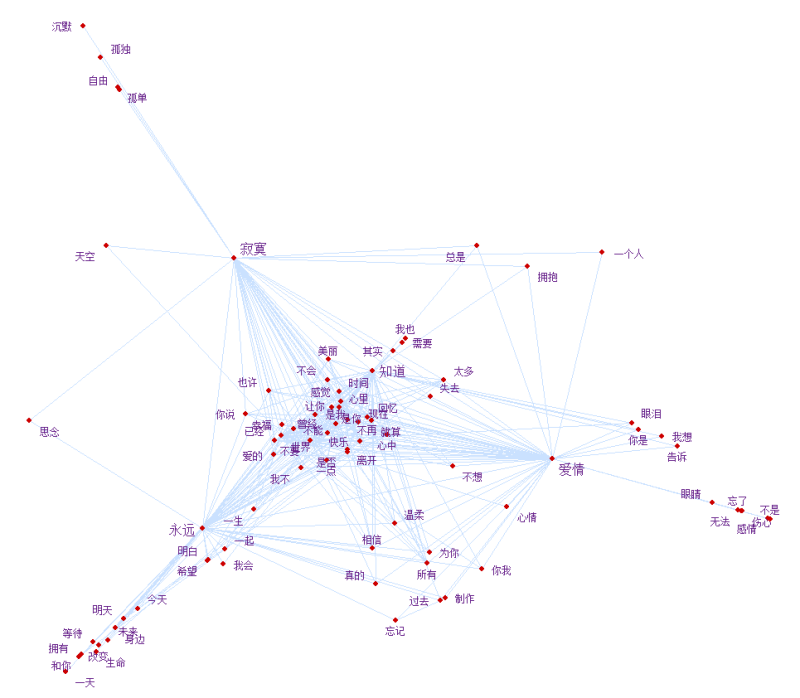 沉默
孤独
自由
孤单
寂寞
天空
总是
一个人
拥抱
我也
需要
其实
美丽
知道
不会
太多
也许
时间
失去
感觉
心里
让你
回忆
你说
是我
现在
眼泪
幸福
曾经
是你
思念
已经
不能
不再
就算
你是
我想
快乐
心中
世界
告诉
爱的
不要
离开
爱情
一点
我不
不想
眼睛
忘了
不是
心情
温柔
无法
伤心
感情
一生
永远
相信
一起
明白
为你
希望
我会
真的
所有
你我
今天
过去
制作
明天
未来
忘记
等待
身边
拥有
改变
生命
和你
一天